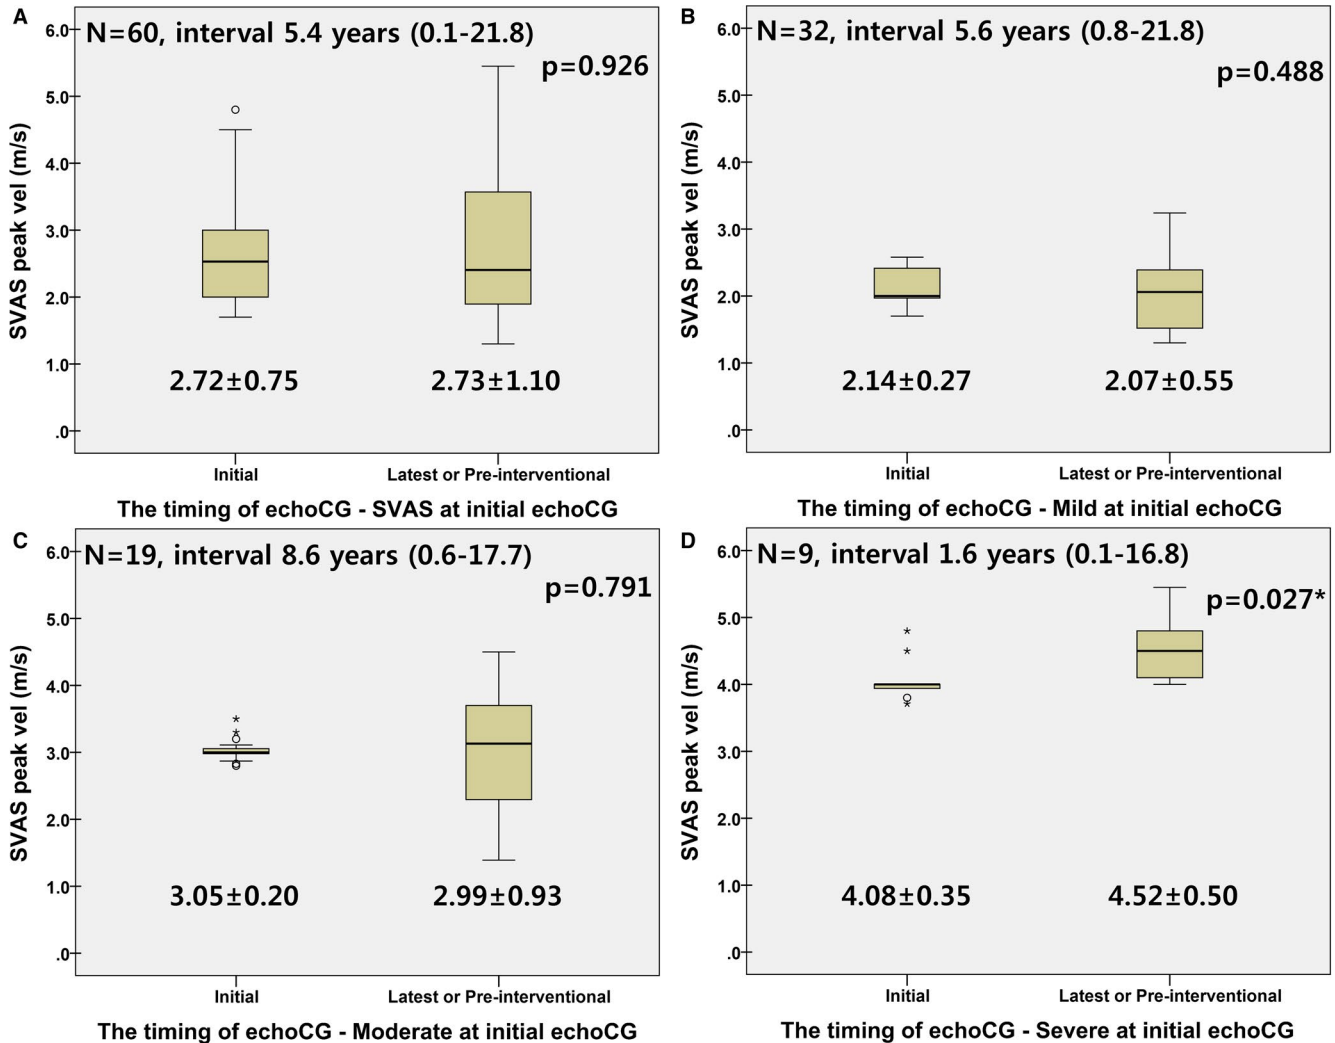 A
N=60, interval 5.4 years (0.1-21.8)
p=0.926
SVAS peak vel (m/s)
6.0
5.0
4.0
3.0
2.0
1.0
.0
2.72±0.75
2.73±1.10
Initial
Latest or Pre-interventional
The timing of echoCG - SVAS at initial echoCG
B
N=32, interval 5.6 years (0.8-21.8)
p=0.488
SVAS peak vel (m/s)
6.0
5.0
4.0
3.0
2.0
1.0
.0
2.14±0.27
2.07±0.55
Initial
Latest or Pre-interventional
The timing of echoCG - Mild at initial echoCG
C
N=19, interval 8.6 years (0.6-17.7)
p=0.791
SVAS peak vel (m/s)
6.0
5.0
4.0
3.0
2.0
1.0
.0
3.05±0.20
2.99±0.93
Initial
Latest or Pre-interventional
The timing of echoCG - Moderate at initial echoCG
D
N=9, interval 1.6 years (0.1-16.8)
p=0.027*
SVAS peak vel (m/s)
6.0
5.0
4.0
3.0
2.0
1.0
.0
4.08±0.35
4.52±0.50
Initial
Latest or Pre-interventional
The timing of echoCG - Severe at initial echoCG